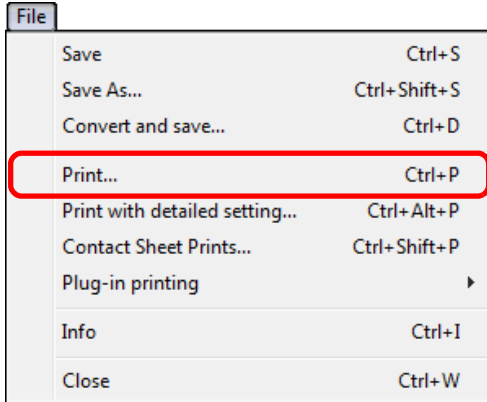 File
Save Ctrl+S
Save As... Ctrl+Shift+S
Convert and save... Ctrl+D
Print... Ctrl+P
Print with detailed setting... Ctrl+Alt+P
Contact Sheet Prints... Ctrl+Shift+P
Plug-in printing
Info Ctrl+I
Close Ctrl+W